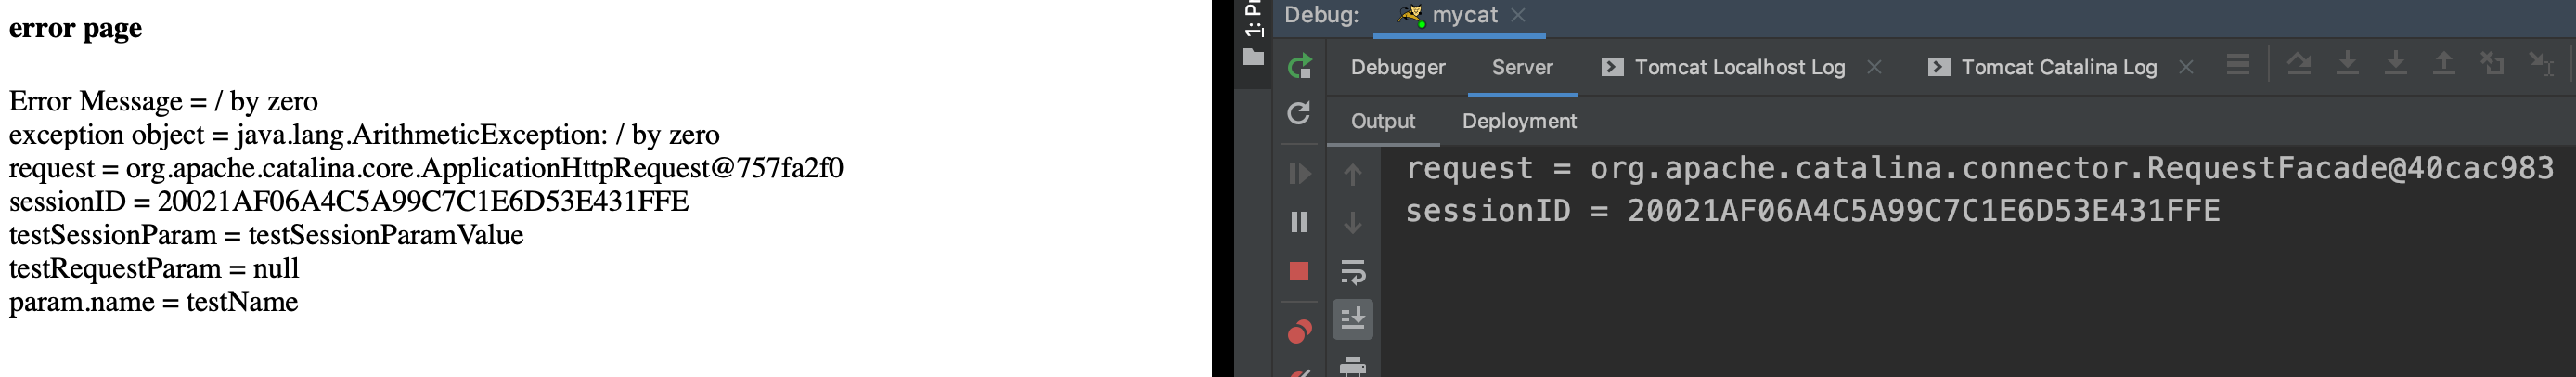 error page
Error Message = / by zero
exception object = java.lang.ArithmeticException: / by zero
request = org.apache.catalina.core.ApplicationHttpRequest@757fa2f0
sessionID = 20021AF06A4C5A99C7C1E6D53E431FFE
testSessionParam = testSessionParamValue
testRequestParam = null
param.name = testName
1:
Debug: mycat
Debugger Server Tomcat Localhost Log Tomcat Catalina Log
Output Deployment
request = org.apache.catalina.connector.RequestFacade@40cac983
sessionID = 20021AF06A4C5A99C7C1E6D53E431FFE